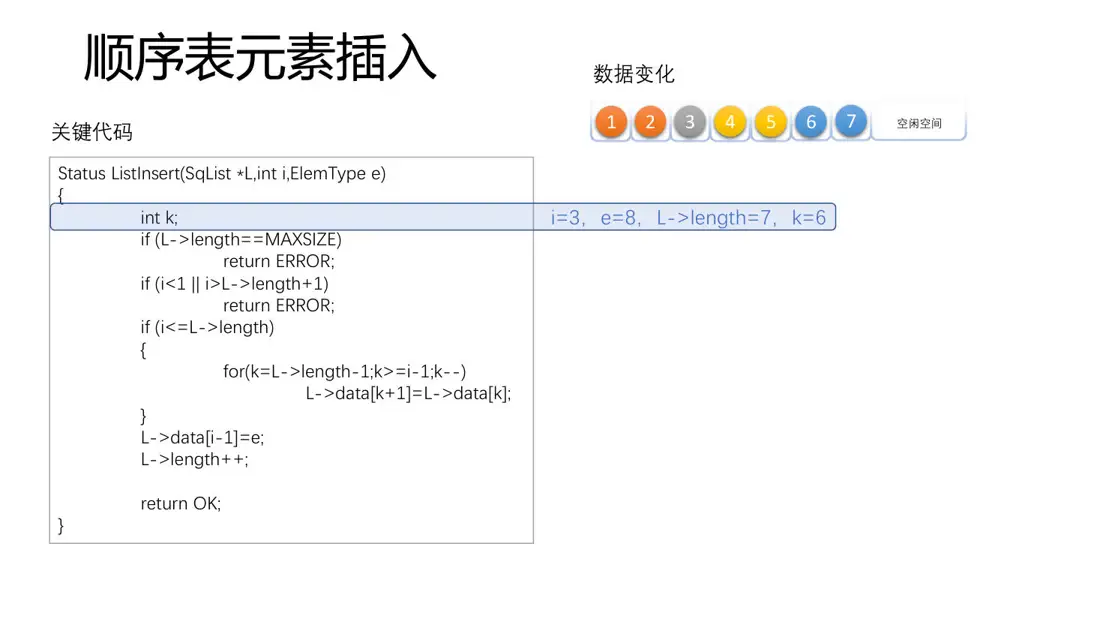 顺序表元素插入
数据变化
1 2 3 4 5 6 7 空闲空间
关键代码
Status ListInsert(SqList *L,int i,ElemType e)
{
int k;
i=3, e=8, L->length=7, k=6
if (L->length==MAXSIZE)
return ERROR;
if (i<1 || i>L->length+1)
return ERROR;
if (i<=L->length)
{
for(k=L->length-1;k>=i-1;k--)
L->data[k+1]=L->data[k];
}
L->data[i-1]=e;
L->length++;
return OK;
}